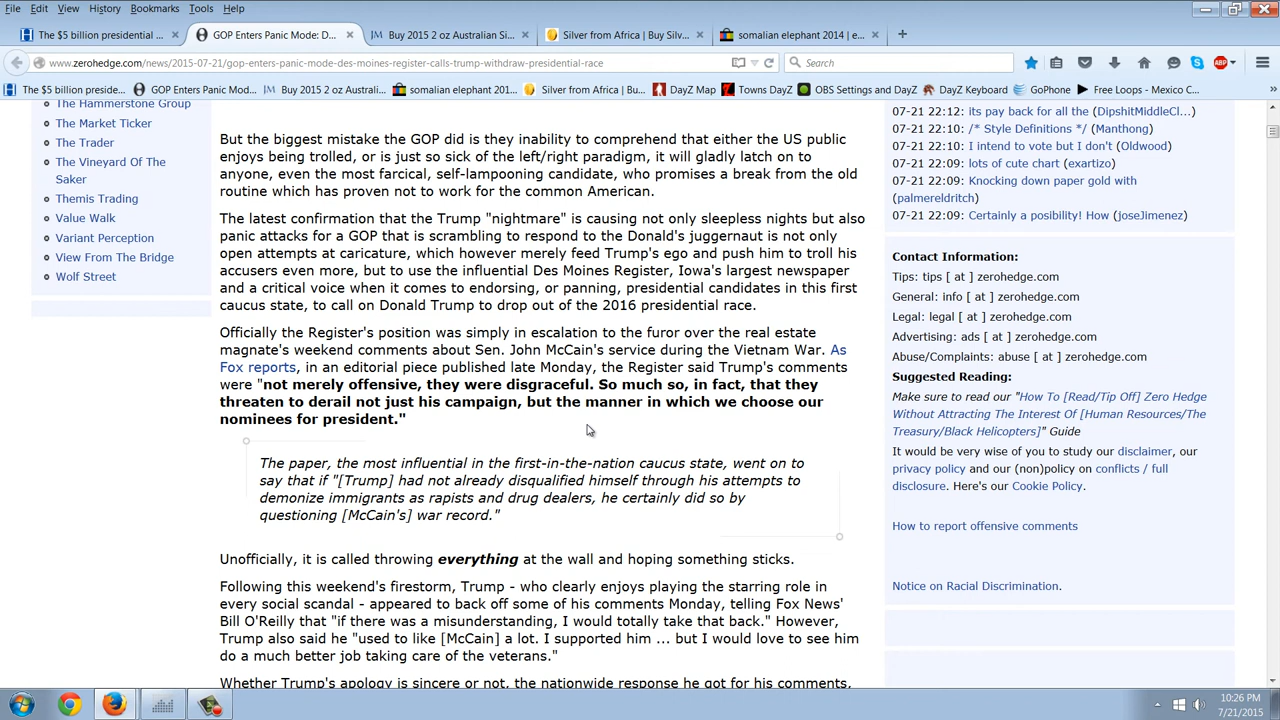 File Edit View History Bookmarks Tools Help
The $5 billion presidential ... GOP Enters Panic Mode: D... JM Buy 2015 2 oz Australian Si... Silver from Africa | Buy Silv... somalian elephant 2014 | e...
www.zerohedge.com/news/2015-07-21/gop-enters-panic-mode-des-moines-register-calls-trump-withdraw-presidential-race Search
The $5 billion preside... GOP Enters Panic Mod... JM Buy 2015 2 oz Austral... somalian elephant 201... Silver from Africa | Bu... DayZ Map Towns DayZ OBS Settings and DayZ DayZ Keyboard GoPhone Free Loops - Mexico C...
The Hammerstone Group
The Market Ticker
The Trader
The Vineyard Of The
Saker
Themis Trading
Value Walk
Variant Perception
View From The Bridge
Wolf Street
But the biggest mistake the GOP did is they inability to comprehend that either the US public
enjoys being trolled, or is just so sick of the left/right paradigm, it will gladly latch on to
anyone, even the most farcical, self-lampooning candidate, who promises a break from the old
routine which has proven not to work for the common American.
The latest confirmation that the Trump "nightmare" is causing not only sleepless nights but also
panic attacks for a GOP that is scrambling to respond to the Donald's juggernaut is not only
open attempts at caricature, which however merely feed Trump's ego and push him to troll his
accusers even more, but to use the influential Des Moines Register, Iowa's largest newspaper
and a critical voice when it comes to endorsing, or panning, presidential candidates in this first
caucus state, to call on Donald Trump to drop out of the 2016 presidential race.
Officially the Register's position was simply in escalation to the furor over the real estate
magnate's weekend comments about Sen. John McCain's service during the Vietnam War. As
Fox reports, in an editorial piece published late Monday, the Register said Trump's comments
were "not merely offensive, they were disgraceful. So much so, in fact, that they
threaten to derail not just his campaign, but the manner in which we choose our
nominees for president."
The paper, the most influential in the first-in-the-nation caucus state, went on to
say that if "[Trump] had not already disqualified himself through his attempts to
demonize immigrants as rapists and drug dealers, he certainly did so by
questioning [McCain's] war record."
Unofficially, it is called throwing everything at the wall and hoping something sticks.
Following this weekend's firestorm, Trump - who clearly enjoys playing the starring role in
every social scandal - appeared to back off some of his comments Monday, telling Fox News'
Bill O'Reilly that "if there was a misunderstanding, I would totally take that back." However,
Trump also said he "used to like [McCain] a lot. I supported him ... but I would love to see him
do a much better job taking care of the veterans."
Whether Trump's apology is sincere or not, the nationwide response he got for his comments,
07-21 22:12: its pay back for all the (DipshitMiddleCl...)
07-21 22:10: /* Style Definitions */ (Manthong)
07-21 22:10: I intend to vote but I don't (Oldwood)
07-21 22:09: lots of cute chart (exartizo)
07-21 22:09: Knocking down paper gold with
(palmereldritch)
07-21 22:09: Certainly a posibility! How (joseJimenez)
Contact Information:
Tips: tips [ at ] zerohedge.com
General: info [ at ] zerohedge.com
Legal: legal [ at ] zerohedge.com
Advertising: ads [ at ] zerohedge.com
Abuse/Complaints: abuse [ at ] zerohedge.com
Suggested Reading:
Make sure to read our "How To [Read/Tip Off] Zero Hedge
Without Attracting The Interest Of [Human Resources/The
Treasury/Black Helicopters]" Guide
It would be very wise of you to study our disclaimer, our
privacy policy and our (non)policy on conflicts / full
disclosure. Here's our Cookie Policy.
How to report offensive comments
Notice on Racial Discrimination.
10:26 PM
7/21/2015